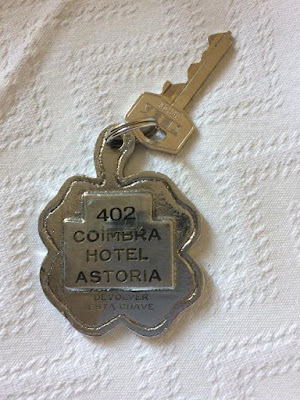 402
COIMBRA
HOTEL
ASTORIA
DEVOLVER
ESTA CHAVE